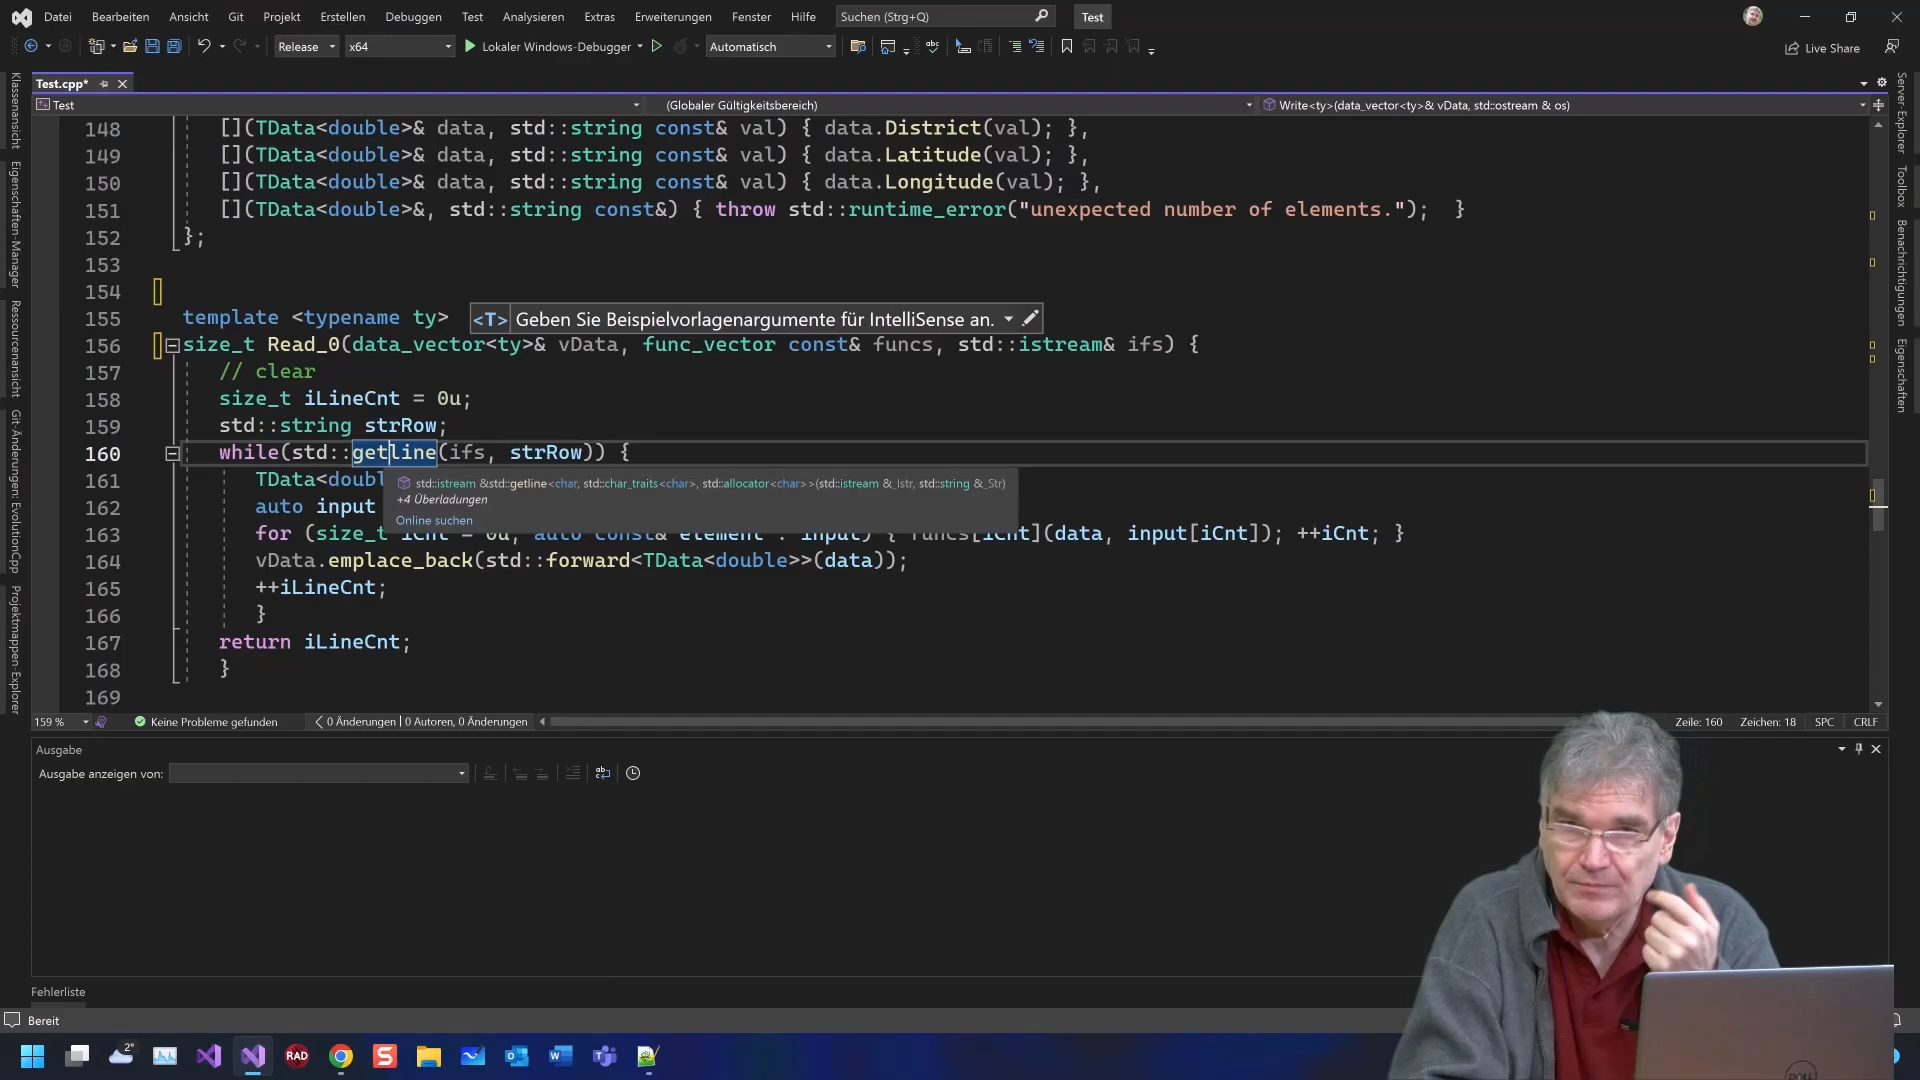 Datei Bearbeiten Ansicht Git Projekt Erstellen Debuggen Test Analysieren Extras Erweiterungen Fenster Hilfe Suchen (Strg+Q) Test
Release x64 Lokaler Windows-Debugger Automatisch Live Share
Test.cpp*
Test (Globaler Gültigkeitsbereich) Write<ty>(data_vector<ty>& vData, std::ostream & os)
148 [](TData<double>& data, std::string const& val) { data.District(val); },
149 [](TData<double>& data, std::string const& val) { data.Latitude(val); },
150 [](TData<double>& data, std::string const& val) { data.Longitude(val); },
151 [](TData<double>&, std::string const&) { throw std::runtime_error("unexpected number of elements."); }
152 };
153
154
155 template <typename ty> <T> Geben Sie Beispielvorlagenargumente für IntelliSense an.
156 size_t Read_0(data_vector<ty>& vData, func_vector const& funcs, std::istream& ifs) {
157 // clear
158 size_t iLineCnt = 0u;
159 std::string strRow;
160 while(std::getline(ifs, strRow)) {
161 TData<doubl
std::istream &std::getline<char, std::char_traits<char>, std::allocator<char>>(std::istream &_Istr, std::string &_Str)
+4 Überladungen
162 auto input
Online suchen
163 for (size_t iCnt = 0u; auto const& element : input) { funcs[iCnt](data, input[iCnt]); ++iCnt; }
164 vData.emplace_back(std::forward<TData<double>>(data));
165 ++iLineCnt;
166 }
167 return iLineCnt;
168 }
169
159 % Keine Probleme gefunden 0 Änderungen | 0 Autoren, 0 Änderungen Zeile: 160 Zeichen: 18 SPC CRLF
Ausgabe
Ausgabe anzeigen von:
Fehlerliste
Bereit
2°
RAD
Klassenansicht
Eigenschaften-Manager
Ressourcenansicht
Git-Änderungen: EvolutionCpp
Projektmappen-Explorer
Server-Explorer
Toolbox
Benachrichtigungen
Eigenschaften